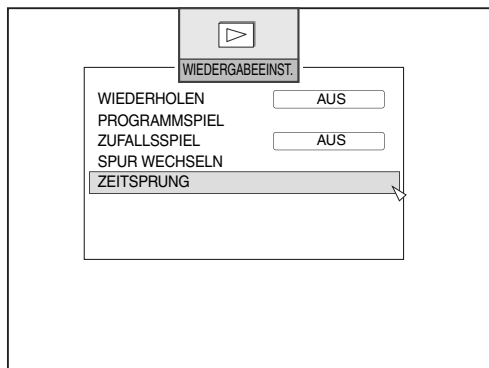 WIEDERGABEEINST.
WIEDERHOLEN AUS
PROGRAMMSPIEL
ZUFALLSSPIEL AUS
SPUR WECHSELN
ZEITSPRUNG